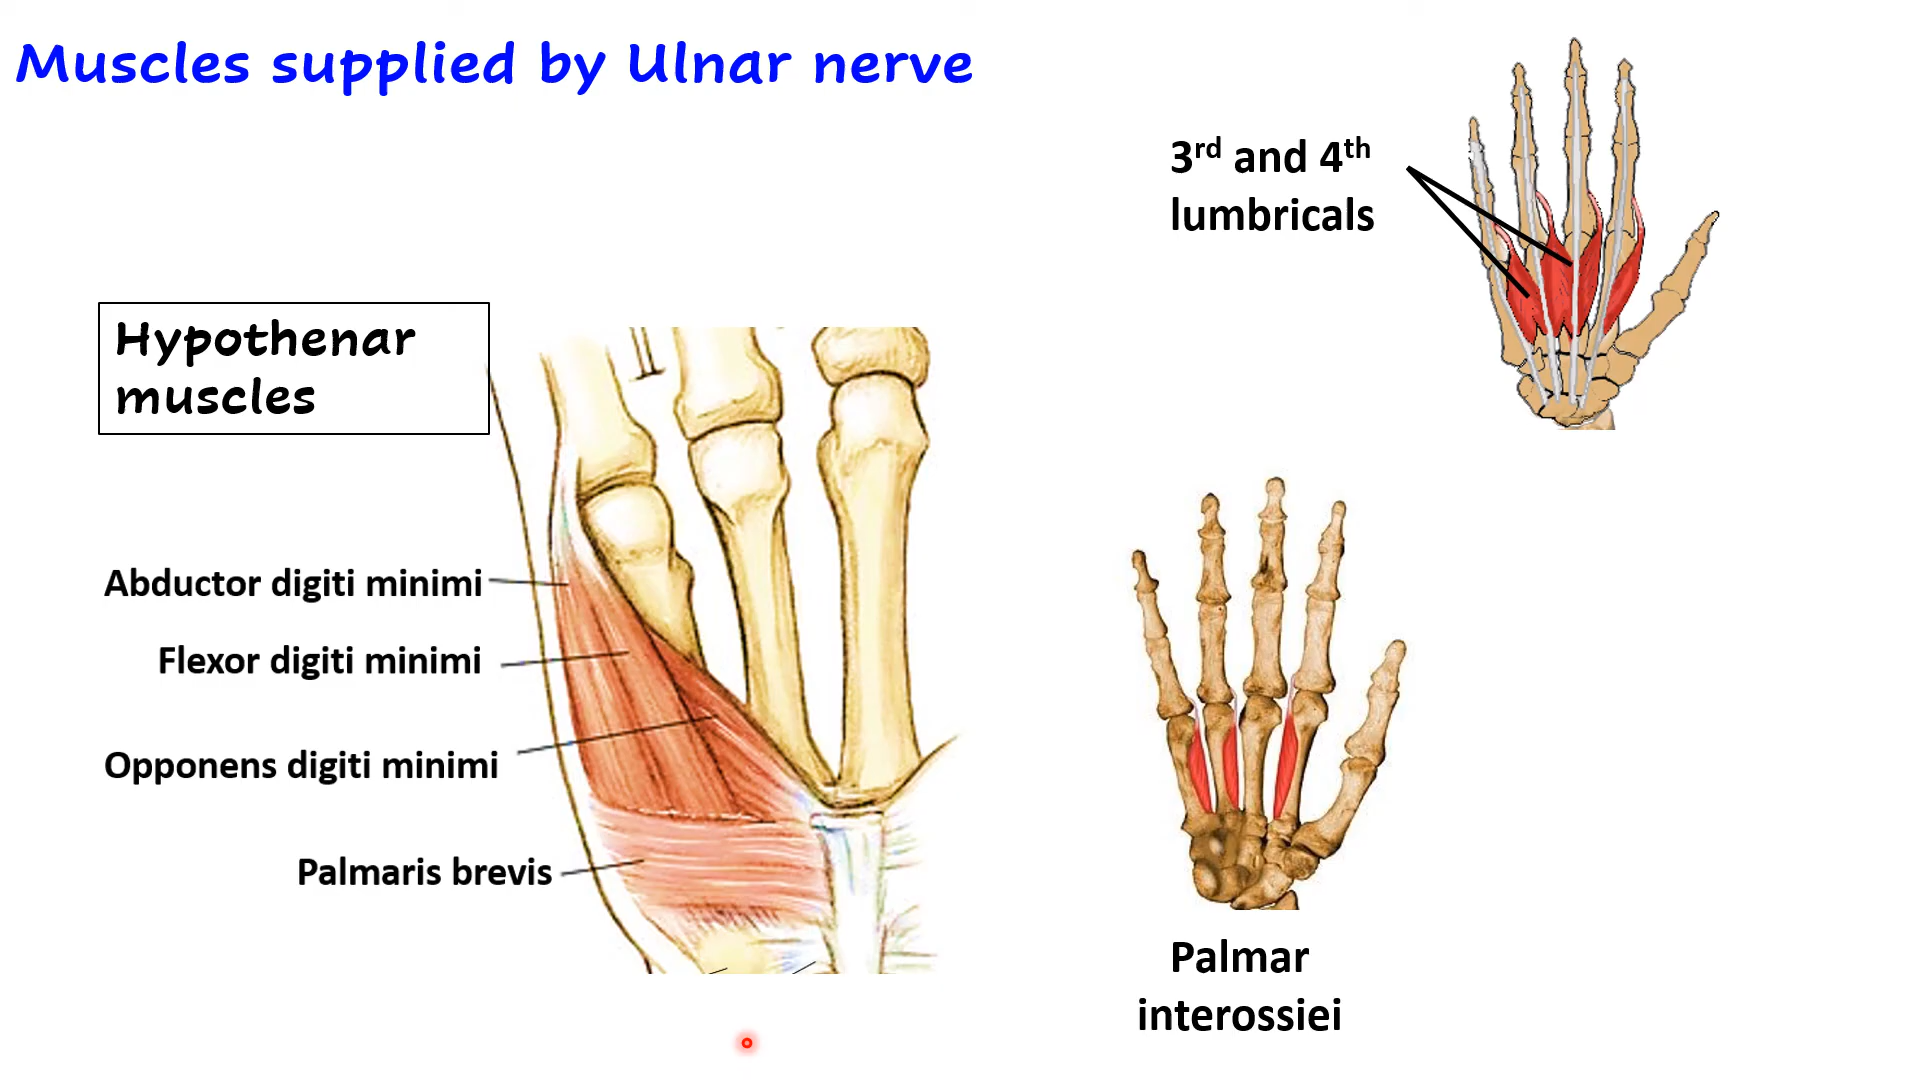 Muscles supplied by Ulnar nerve
3rd and 4th
lumbricals
Hypothenar
muscles
Abductor digiti minimi
Flexor digiti minimi
Opponens digiti minimi
Palmaris brevis
Palmar
interossiei